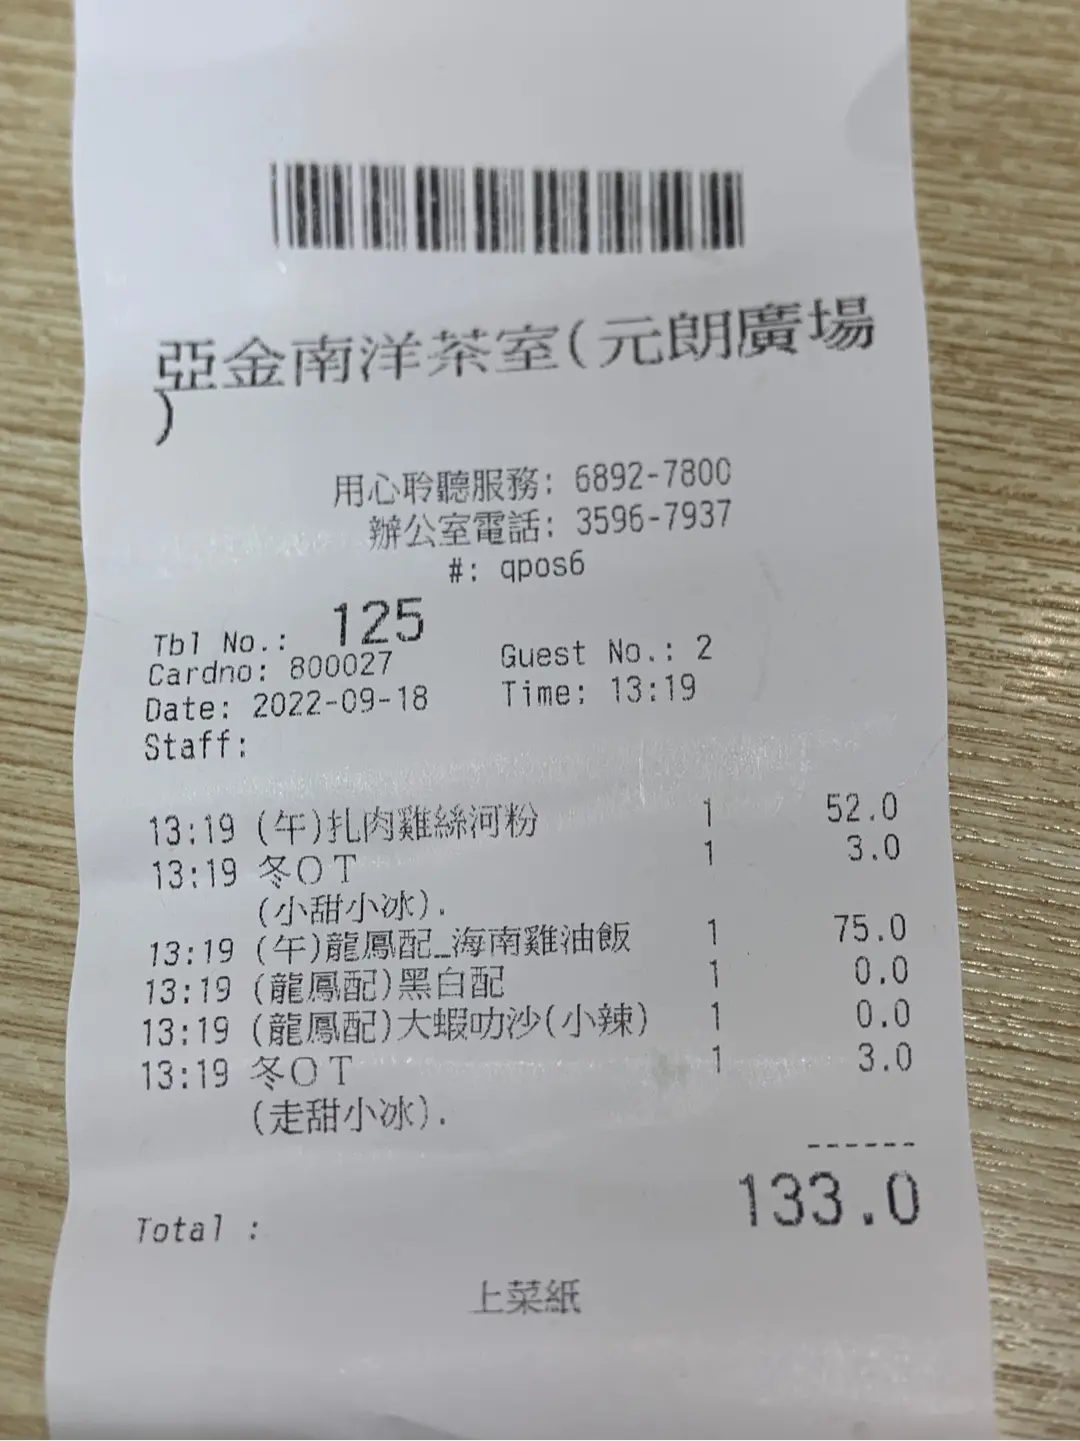 亞金南洋茶室(元朗廣場
)
用心聆聽服務: 6892-7800
辦公室電話: 3596-7937
#: qpos6
Tbl No.: 125
Cardno: 800027 Guest No.: 2
Date: 2022-09-18 Time: 13:19
Staff:
13:19 (午)扎肉雞絲河粉 1 52.0
13:19 冬OT 1 3.0
(小甜小冰).
13:19 (午)龍鳳配_海南雞油飯 1 75.0
13:19 (龍鳳配)黑白配 1 0.0
13:19 (龍鳳配)大蝦叻沙(小辣) 1 0.0
13:19 冬OT 1 3.0
(走甜小冰).
------
Total : 133.0
上菜紙